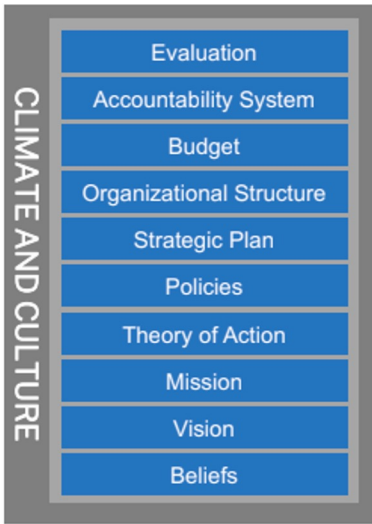 CLIMATE AND CULTURE
Evaluation
Accountability System
Budget
Organizational Structure
Strategic Plan
Policies
Theory of Action
Mission
Vision
Beliefs